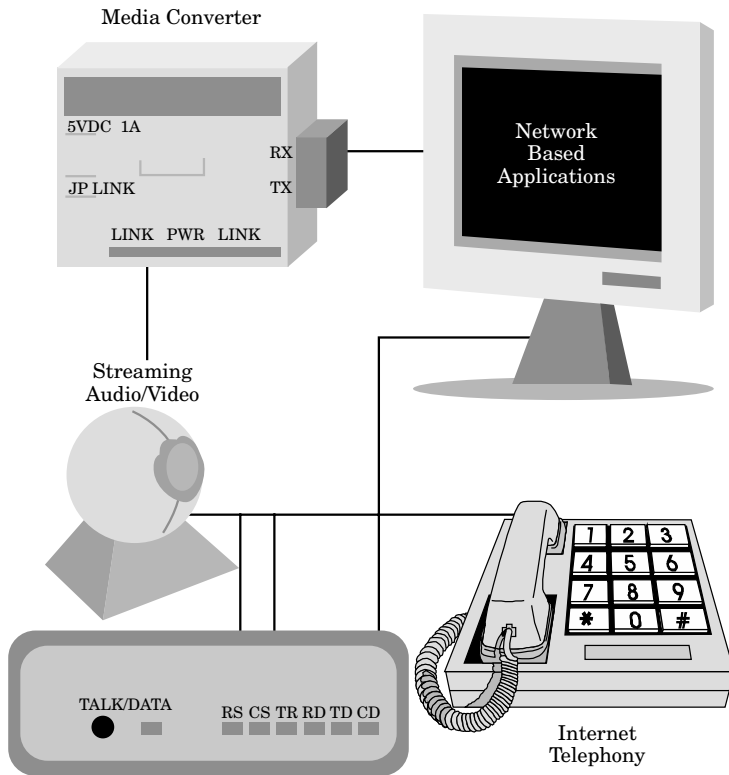 Media Converter
5VDC 1A
RX
JP LINK
TX
LINK PWR LINK
Network
Based
Applications
Streaming
Audio/Video
1 2 3
4 5 6
7 8 9
* 0 #
TALK/DATA
RS CS TR RD TD CD
Internet
Telephony